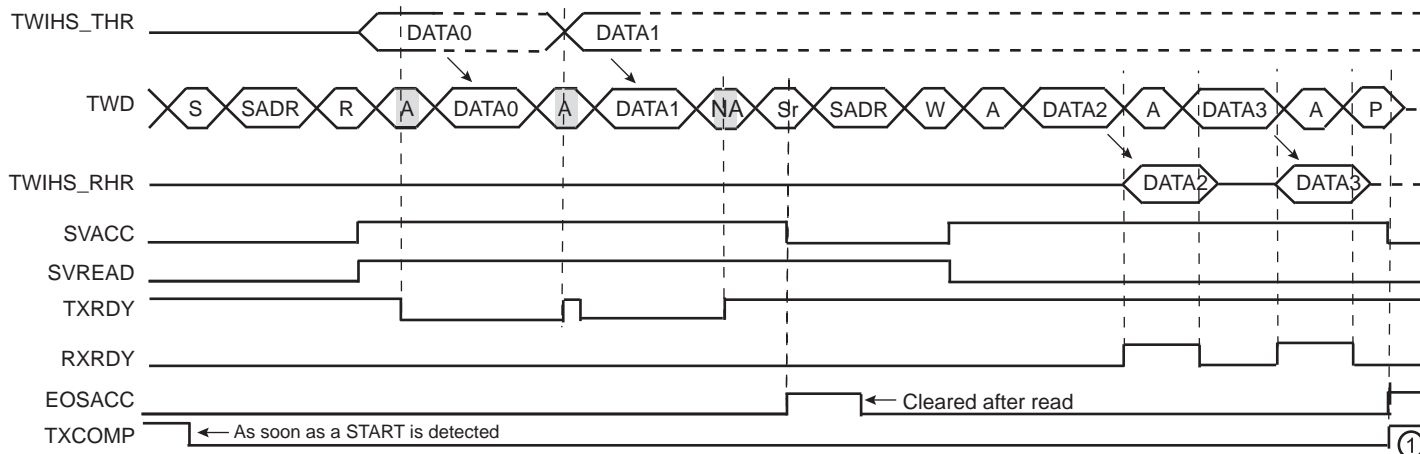 TWIHS_THR DATA0 DATA1
TWD S SADR R A DATA0 A DATA1 NA Sr SADR W A DATA2 A DATA3 A P
TWIHS_RHR DATA2 DATA3
SVACC
SVREAD
TXRDY
RXRDY
EOSACC Cleared after read
TXCOMP As soon as a START is detected 1